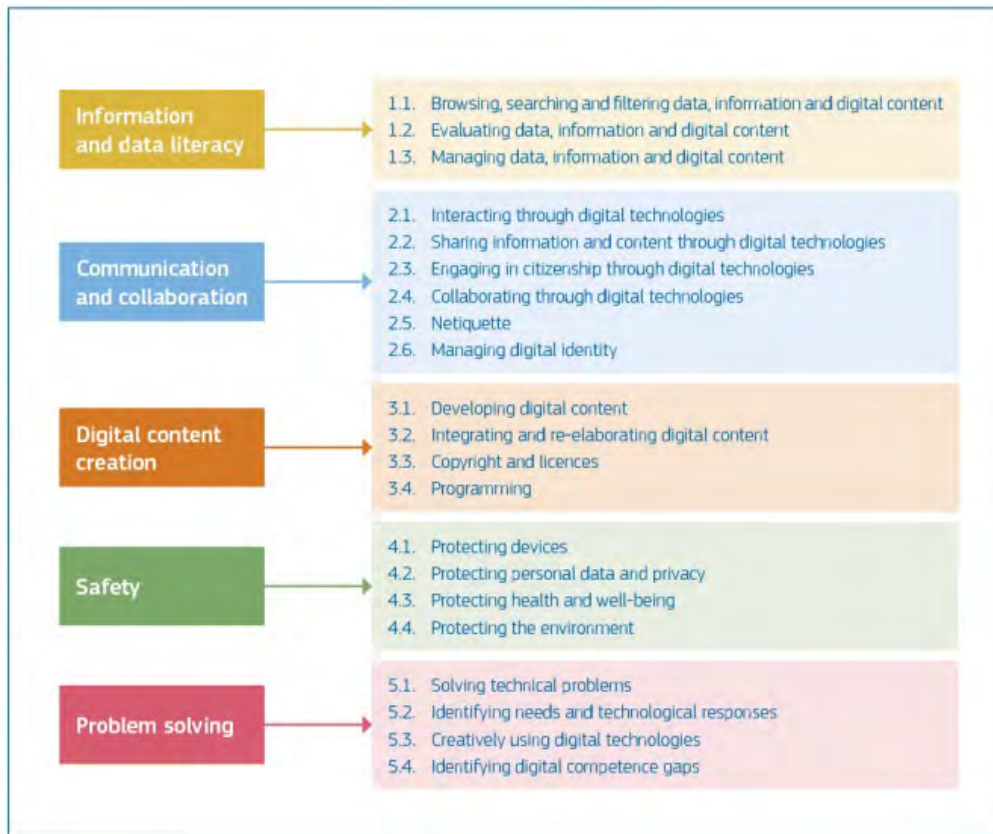 Information
and data literacy
1.1. Browsing, searching and filtering data, information and digital content
1.2. Evaluating data, information and digital content
1.3. Managing data, information and digital content
Communication
and collaboration
2.1. Interacting through digital technologies
2.2. Sharing information and content through digital technologies
2.3. Engaging in citizenship through digital technologies
2.4. Collaborating through digital technologies
2.5. Netiquette
2.6. Managing digital identity
Digital content
creation
3.1. Developing digital content
3.2. Integrating and re-elaborating digital content
3.3. Copyright and licences
3.4. Programming
Safety
4.1. Protecting devices
4.2. Protecting personal data and privacy
4.3. Protecting health and well-being
4.4. Protecting the environment
Problem solving
5.1. Solving technical problems
5.2. Identifying needs and technological responses
5.3. Creatively using digital technologies
5.4. Identifying digital competence gaps